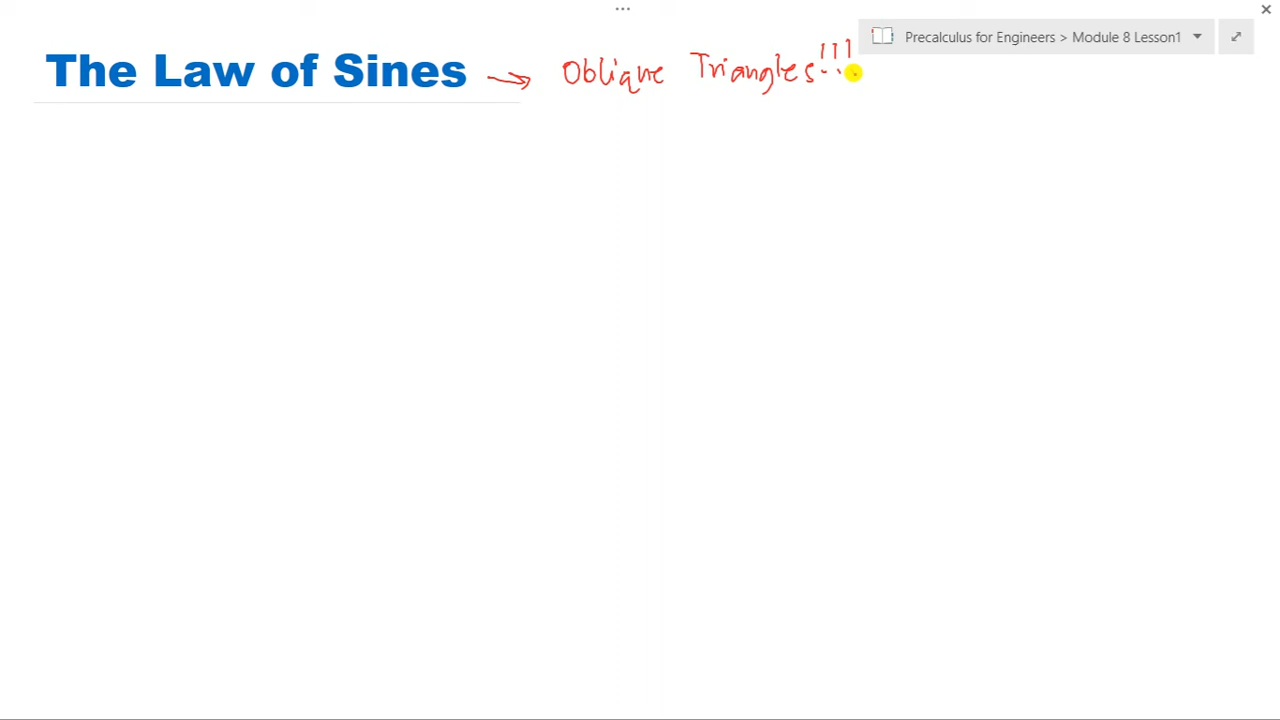 The Law of Sines → Oblique Triangles!!!
Precalculus for Engineers > Module 8 Lesson1